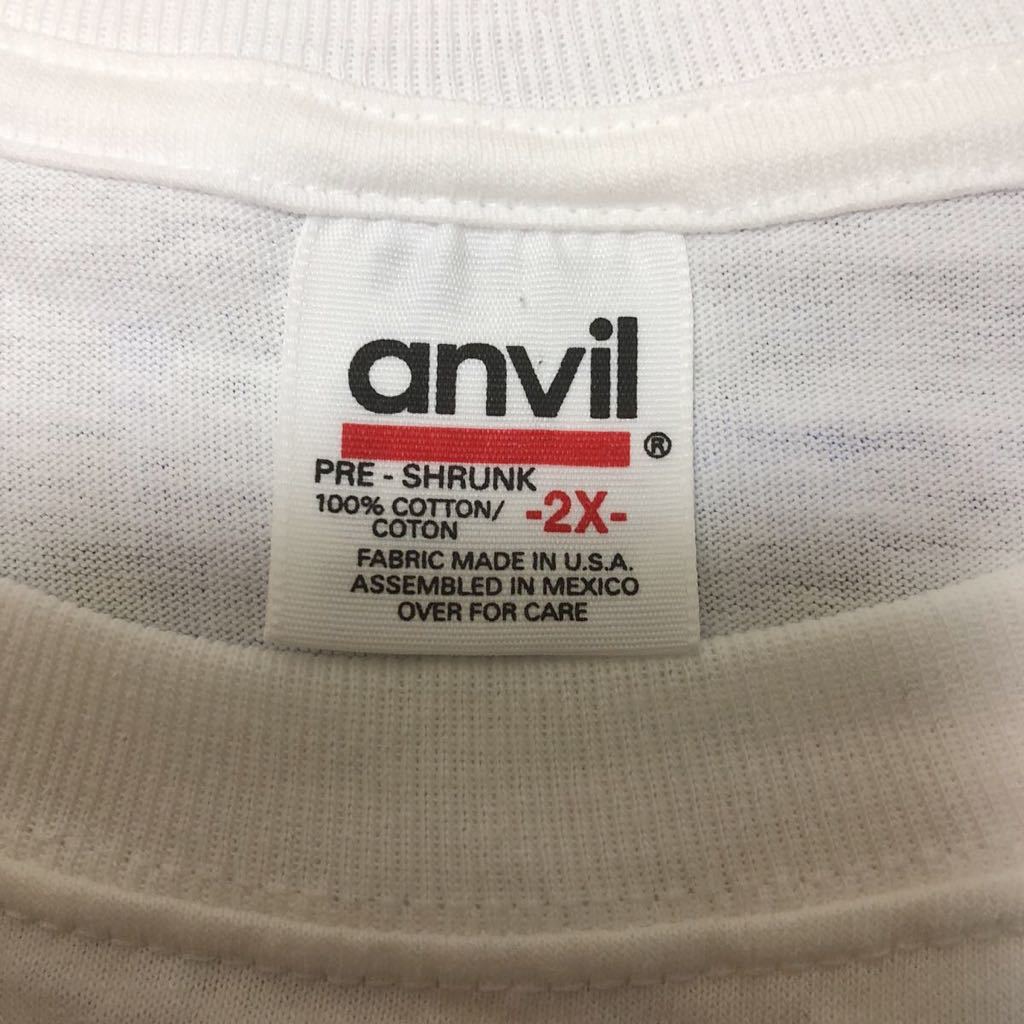 anvil
®
PRE - SHRUNK
100% COTTON/
COTON
-2X-
FABRIC MADE IN U.S.A.
ASSEMBLED IN MEXICO
OVER FOR CARE